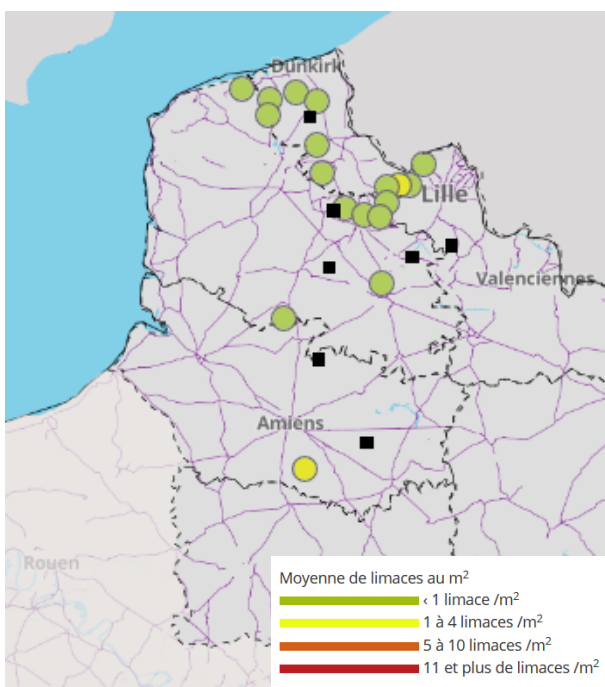 Dunkirk
Lille
Valenciennes
Amiens
Rouen
Moyenne de limaces au m²
‹ 1 limace /m²
1 à 4 limaces /m²
5 à 10 limaces /m²
11 et plus de limaces /m²